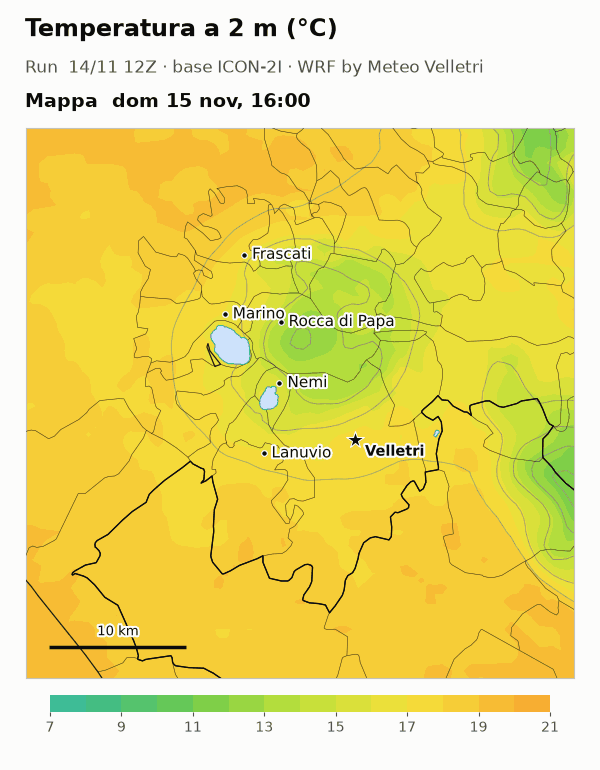 Temperatura a 2 m (°C)
Run  14/11 12Z · base ICON-2I · WRF by Meteo Velletri
Mappa  dom 15 nov, 16:00
Frascati
Marino
Rocca di Papa
Nemi
Velletri
Lanuvio
10 km
7 9 11 13 15 17 19 21